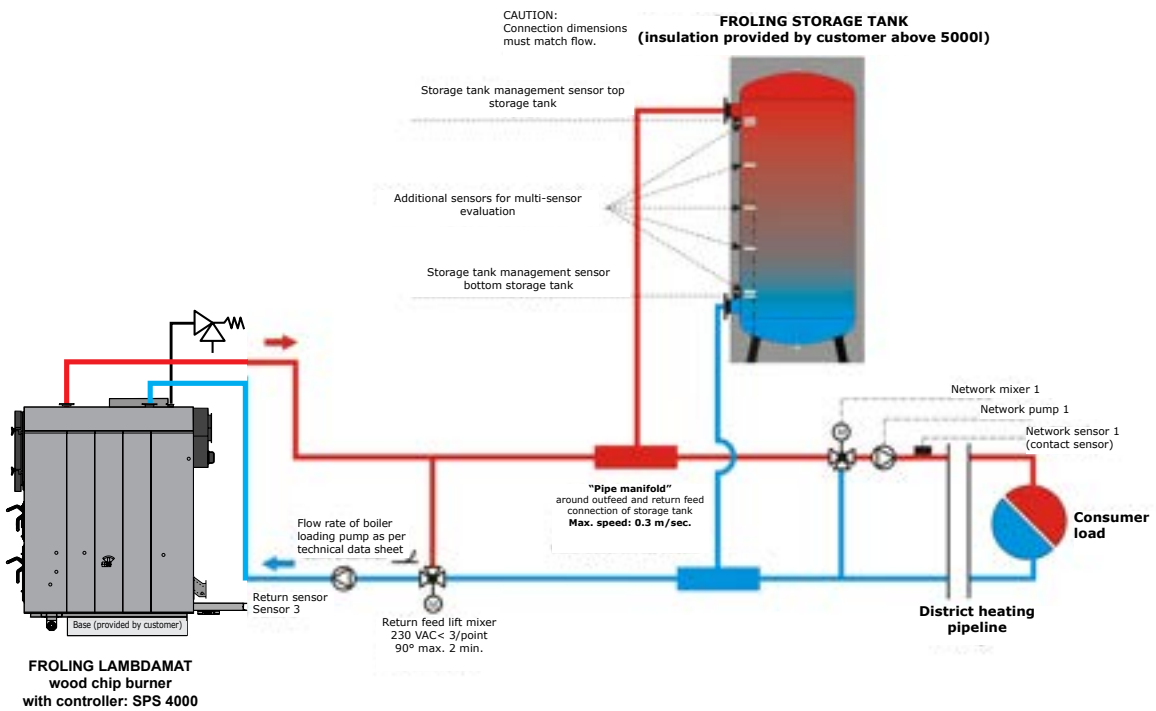 CAUTION:
Connection dimensions
must match flow.
FROLING STORAGE TANK
(insulation provided by customer above 5000l)
Storage tank management sensor top
storage tank
Additional sensors for multi-sensor
evaluation
Storage tank management sensor
bottom storage tank
Network mixer 1
Network pump 1
Network sensor 1
(contact sensor)
"Pipe manifold"
around outfeed and return feed
connection of storage tank
Max. speed: 0.3 m/sec.
Flow rate of boiler
loading pump as per
technical data sheet
Consumer
load
Return sensor
Sensor 3
Return feed lift mixer
230 VAC< 3/point
90° max. 2 min.
District heating
pipeline
Base (provided by customer)
FROLING LAMBDAMAT
wood chip burner
with controller: SPS 4000